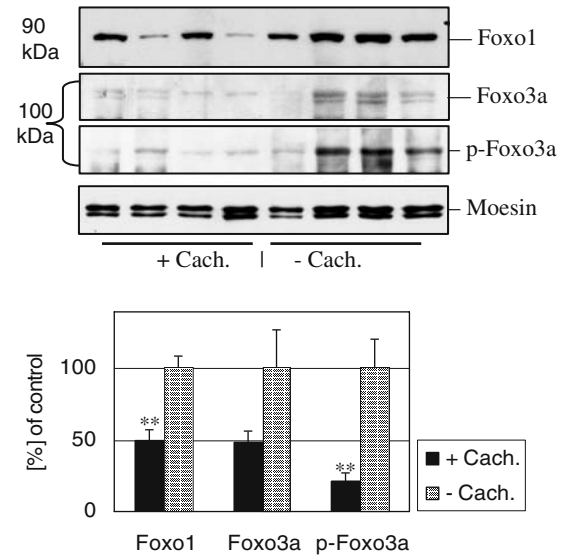 90
kDa
Foxo1
100
kDa
Foxo3a
p-Foxo3a
Moesin
+ Cach. | - Cach.
[%] of control
100
50
0
**
**
Foxo1 Foxo3a p-Foxo3a
+ Cach.
- Cach.